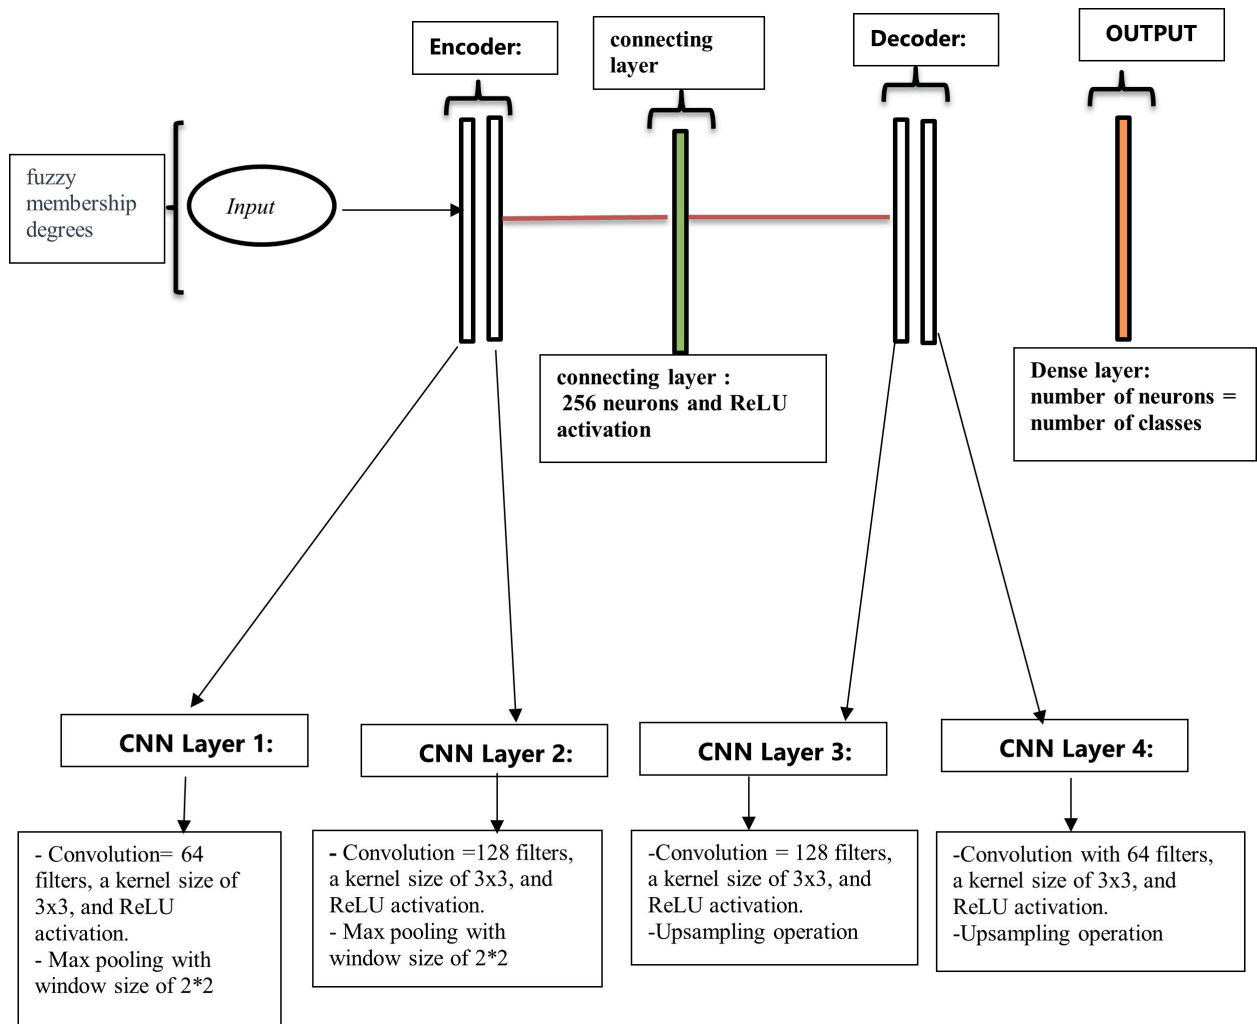 Encoder:
connecting
layer
Decoder:
OUTPUT
fuzzy
membership
degrees
Input
connecting layer :
256 neurons and ReLU
activation
Dense layer:
number of neurons =
number of classes
CNN Layer 1:
CNN Layer 2:
CNN Layer 3:
CNN Layer 4:
- Convolution= 64
filters, a kernel size of
3x3, and ReLU
activation.
- Max pooling with
window size of 2*2
- Convolution =128 filters,
a kernel size of 3x3, and
ReLU activation.
- Max pooling with
window size of 2*2
-Convolution = 128 filters,
a kernel size of 3x3, and
ReLU activation.
-Upsampling operation
-Convolution with 64 filters,
a kernel size of 3x3, and
ReLU activation.
-Upsampling operation